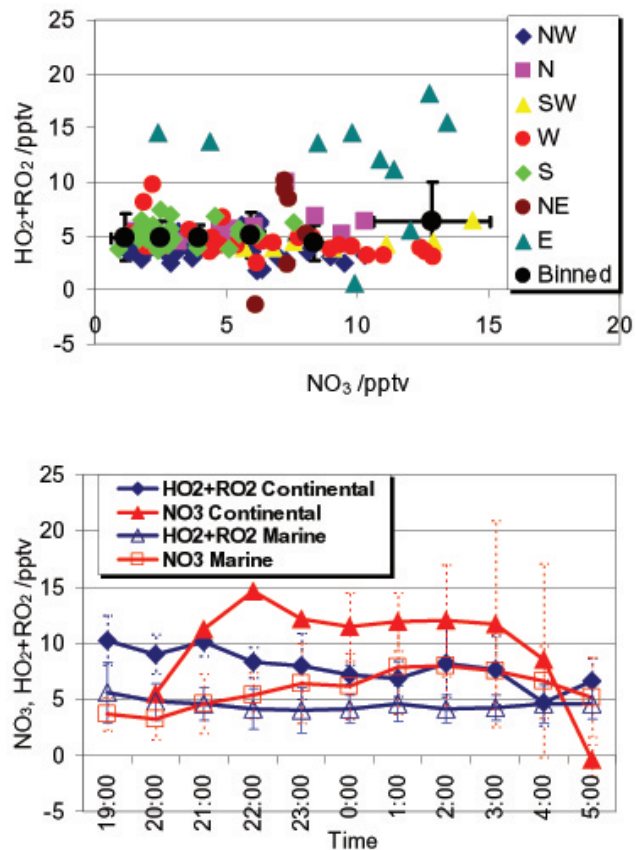 25
20
15
10
5
0
-5
HO₂+RO₂ /pptv
0 5 10 15 20
NO₃ /pptv
NW
N
SW
W
S
NE
E
Binned
25
20
15
10
5
0
-5
NO₃, HO₂+RO₂ /pptv
HO2+RO2 Continental
NO3 Continental
HO2+RO2 Marine
NO3 Marine
19:00 20:00 21:00 22:00 23:00 0:00 1:00 2:00 3:00 4:00 5:00
Time